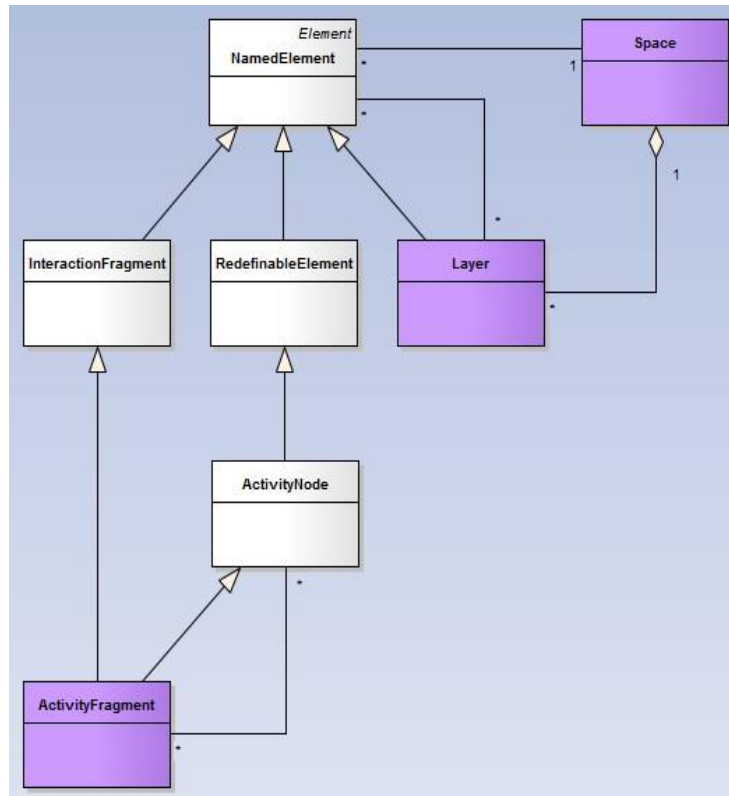 Element
NamedElement
Space
*
1
*
1
*
InteractionFragment
RedefinableElement
Layer
*
ActivityNode
*
ActivityFragment
*